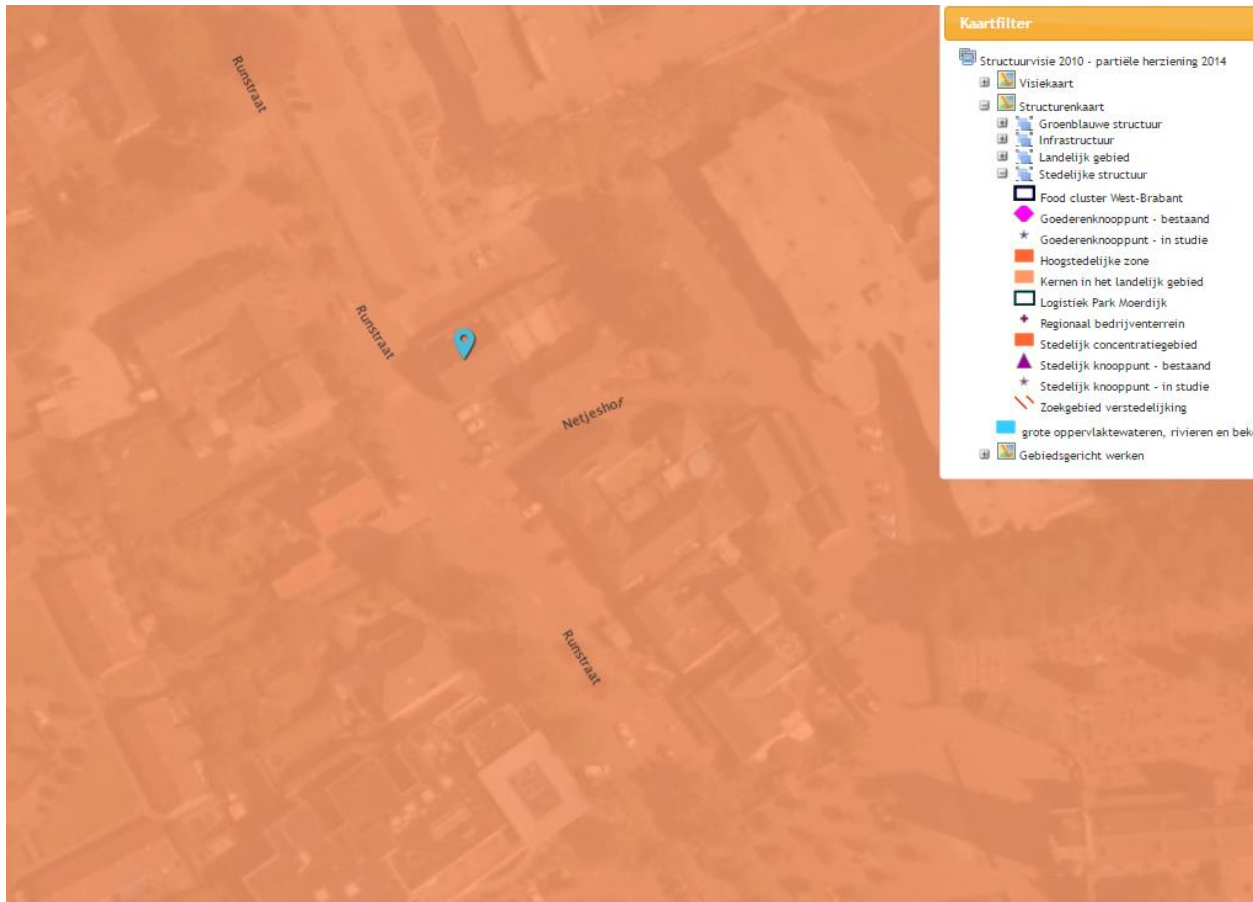 Runstraat
Runstraat
Netjeshof
Runstraat
Kaartfilter
Structuurvisie 2010 - partiële herziening 2014
Visiekaart
Structurenkaart
Groenblauwe structuur
Infrastructuur
Landelijk gebied
Stedelijke structuur
Food cluster West-Brabant
Goederenknooppunt - bestaand
Goederenknooppunt - in studie
Hoogstedelijke zone
Kernen in het landelijk gebied
Logistiek Park Moerdijk
Regionaal bedrijventerrein
Stedelijk concentratiegebied
Stedelijk knooppunt - bestaand
Stedelijk knooppunt - in studie
Zoekgebied verstedelijking
grote oppervlaktewateren, rivieren en bek
Gebiedsgericht werken